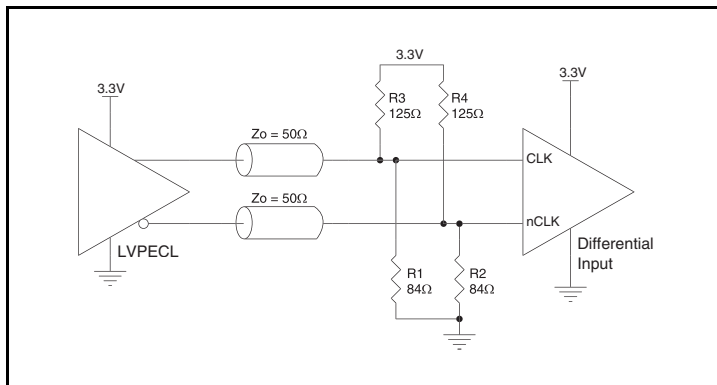 3.3V
3.3V
3.3V
R3
125Ω
R4
125Ω
Zo = 50Ω
CLK
Zo = 50Ω
nCLK
LVPECL
Differential
Input
R1
84Ω
R2
84Ω